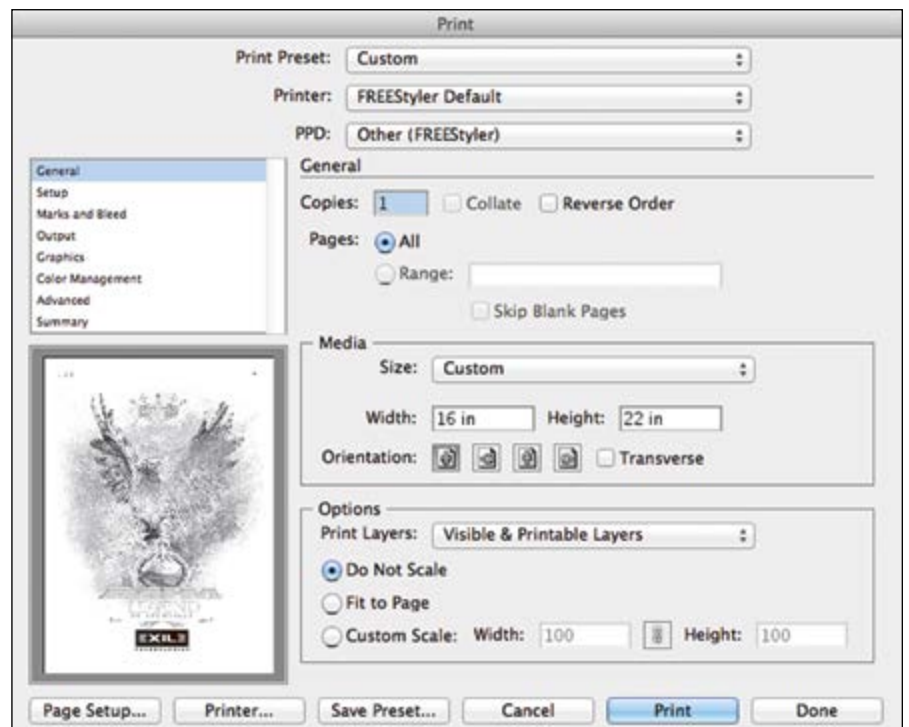 Print
Print Preset: Custom
Printer: FREEStyler Default
PPD: Other (FREEStyler)
General
Setup
Marks and Bleed
Output
Graphics
Color Management
Advanced
Summary
General
Copies: 1 Collate Reverse Order
Pages: All
Range:
Skip Blank Pages
Media
Size: Custom
Width: 16 in Height: 22 in
Orientation: Transverse
Options
Print Layers: Visible & Printable Layers
Do Not Scale
Fit to Page
Custom Scale: Width: 100 Height: 100
LEGEND
EXILE
Page Setup... Printer... Save Preset... Cancel Print Done